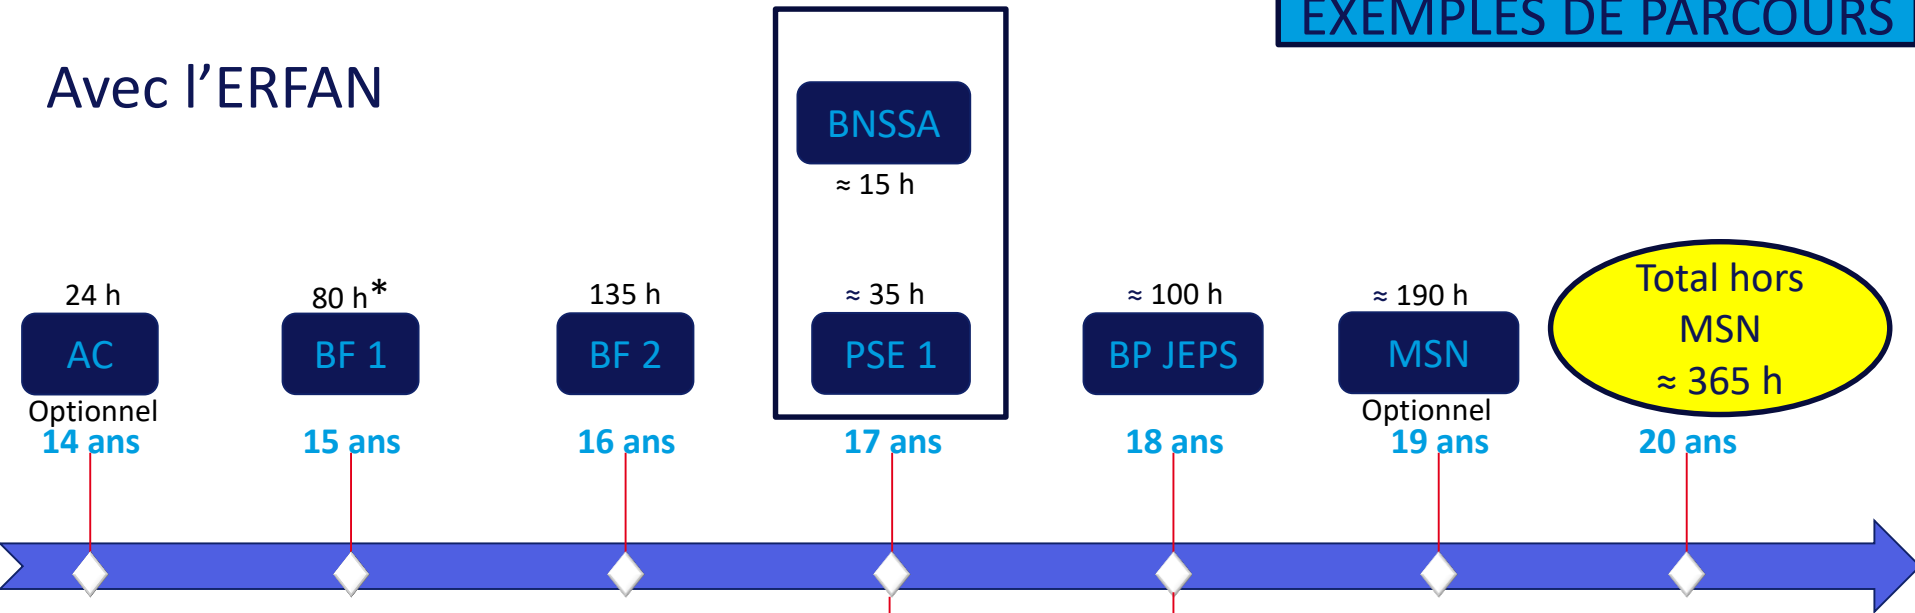 EXEMPLES DE PARCOURS
Avec l’ERFAN
BNSSA
≈ 15 h
24 h
AC
Optionnel
14 ans
80 h*
BF 1
15 ans
135 h
BF 2
16 ans
≈ 35 h
PSE 1
17 ans
≈ 100 h
BP JEPS
18 ans
≈ 190 h
MSN
Optionnel
19 ans
Total hors
MSN
≈ 365 h
20 ans